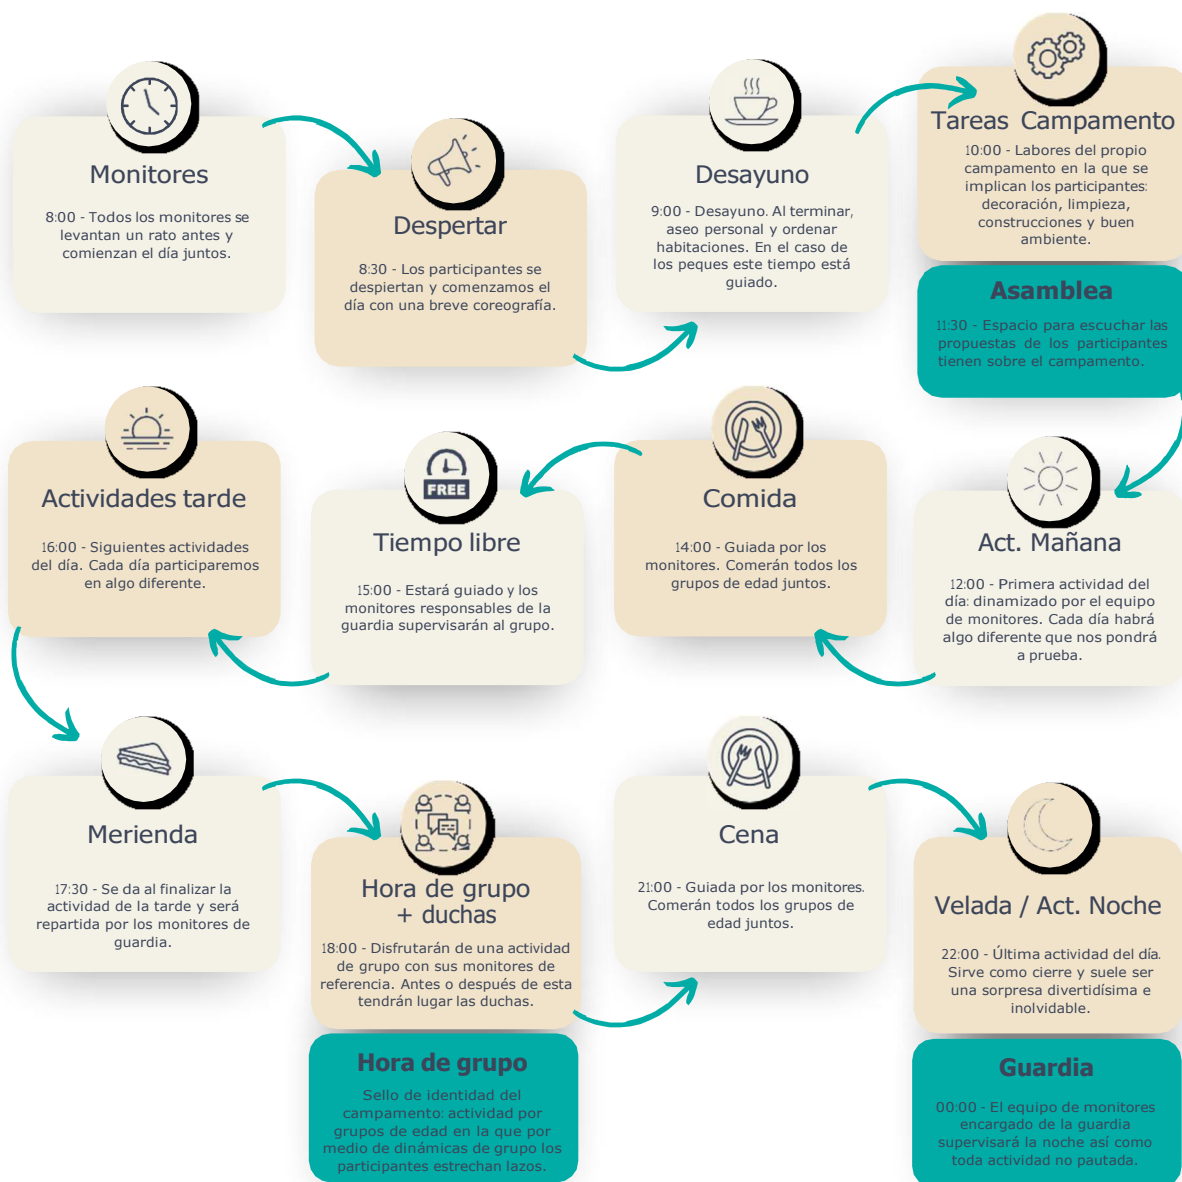 Monitores
8:00 - Todos los monitores se
levantan un rato antes y
comienzan el día juntos.
Despertar
8:30 - Los participantes se
despiertan y comenzamos el
día con una breve coreografía.
Desayuno
9:00 - Desayuno. Al terminar,
aseo personal y ordenar
habitaciones. En el caso de
los peques este tiempo está
guiado.
Tareas Campamento
10:00 - Labores del propio
campamento en la que se
implican los participantes:
decoración, limpieza,
construcciones y buen
ambiente.
Asamblea
11:30 - Espacio para escuchar las
propuestas de los participantes
tienen sobre el campamento.
Act. Mañana
12:00 - Primera actividad del
día: dinamizado por el equipo
de monitores. Cada día habrá
algo diferente que nos pondrá
a prueba.
Comida
14:00 - Guiada por los
monitores. Comerán todos los
grupos de edad juntos.
FREE
Tiempo libre
15:00 - Estará guiado y los
monitores responsables de la
guardia supervisarán al grupo.
Actividades tarde
16:00 - Siguientes actividades
del día. Cada día participaremos
en algo diferente.
Merienda
17:30 - Se da al finalizar la
actividad de la tarde y será
repartida por los monitores de
guardia.
Hora de grupo
+ duchas
18:00 - Disfrutarán de una actividad
de grupo con sus monitores de
referencia. Antes o después de esta
tendrán lugar las duchas.
Hora de grupo
Sello de identidad del
campamento: actividad por
grupos de edad en la que por
medio de dinámicas de grupo los
participantes estrechan lazos.
Cena
21:00 - Guiada por los monitores.
Comerán todos los grupos de
edad juntos.
Velada / Act. Noche
22:00 - Última actividad del día.
Sirve como cierre y suele ser
una sorpresa divertidísima e
inolvidable.
Guardia
00:00 - El equipo de monitores
encargado de la guardia
supervisará la noche así como
toda actividad no pautada.